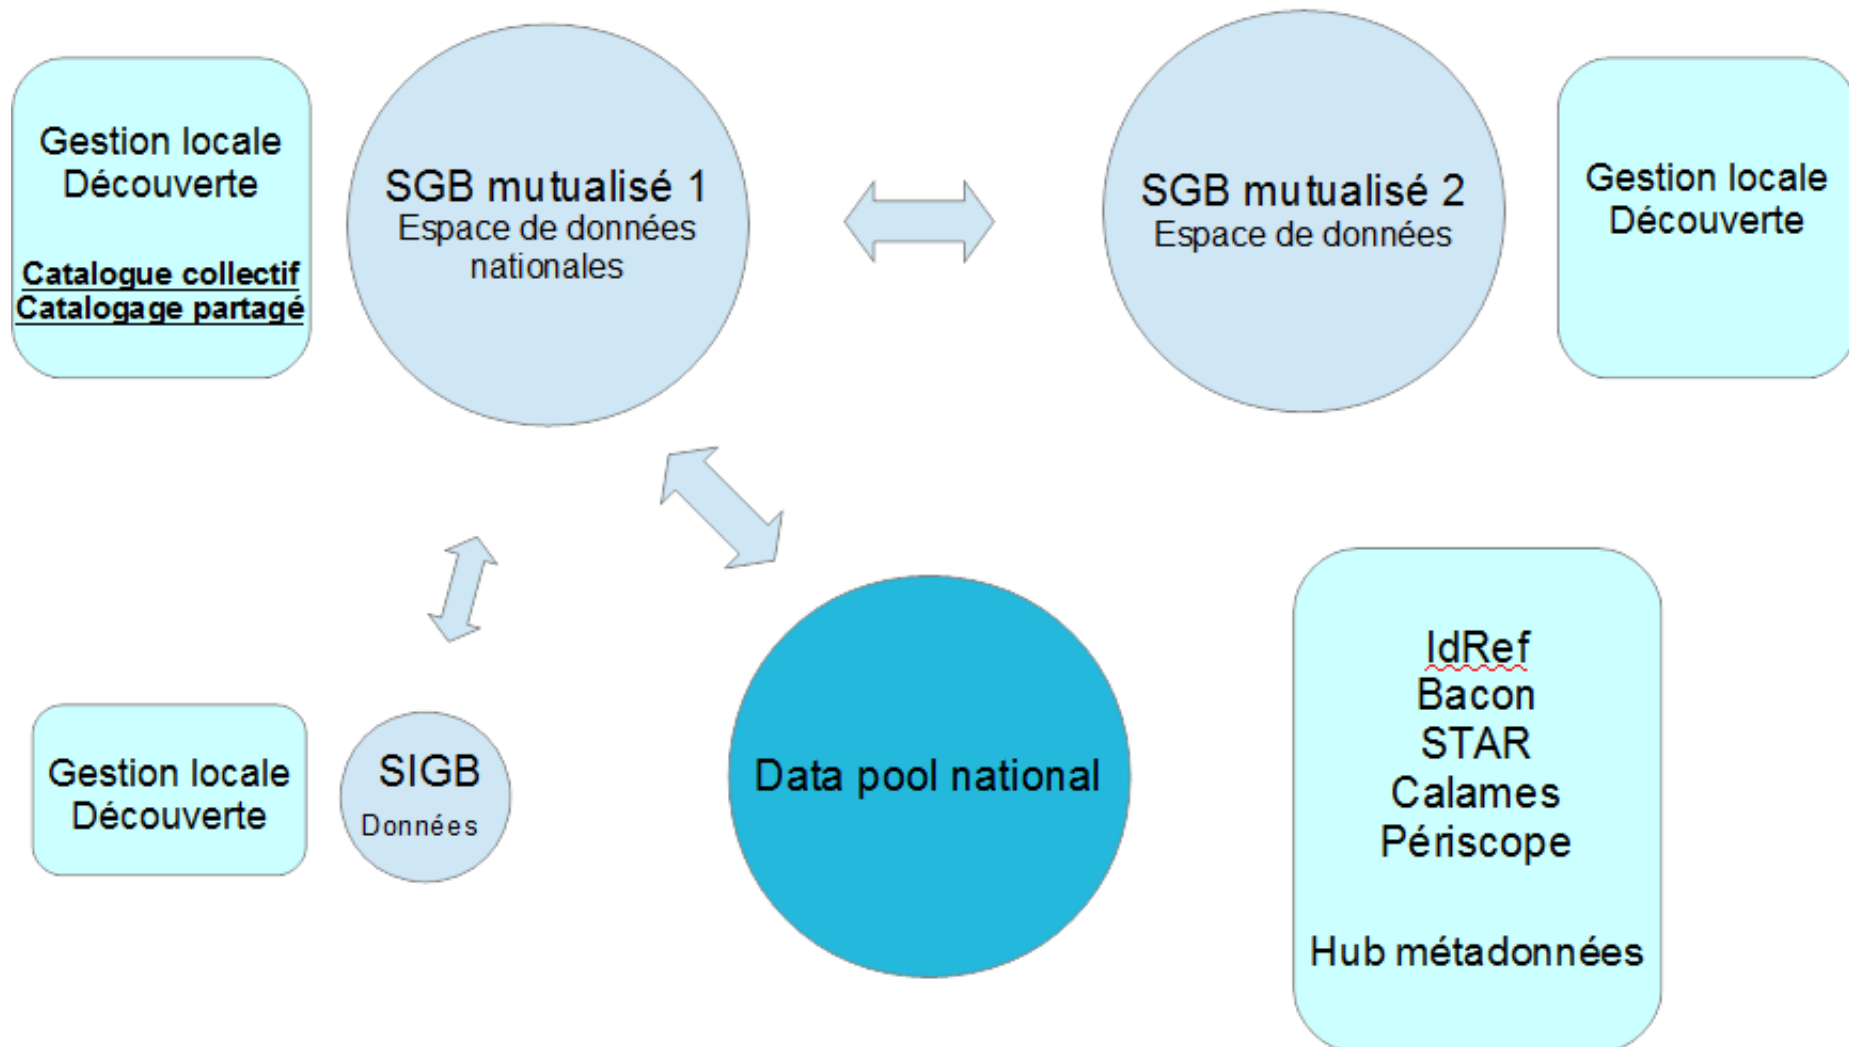 Gestion locale
Découverte
Catalogue collectif
Catalogage partagé
SGB mutualisé 1
Espace de données
nationales
SGB mutualisé 2
Espace de données
Gestion locale
Découverte
Gestion locale
Découverte
SIGB
Données
Data pool national
IdRef
Bacon
STAR
Calames
Périscope
Hub métadonnées